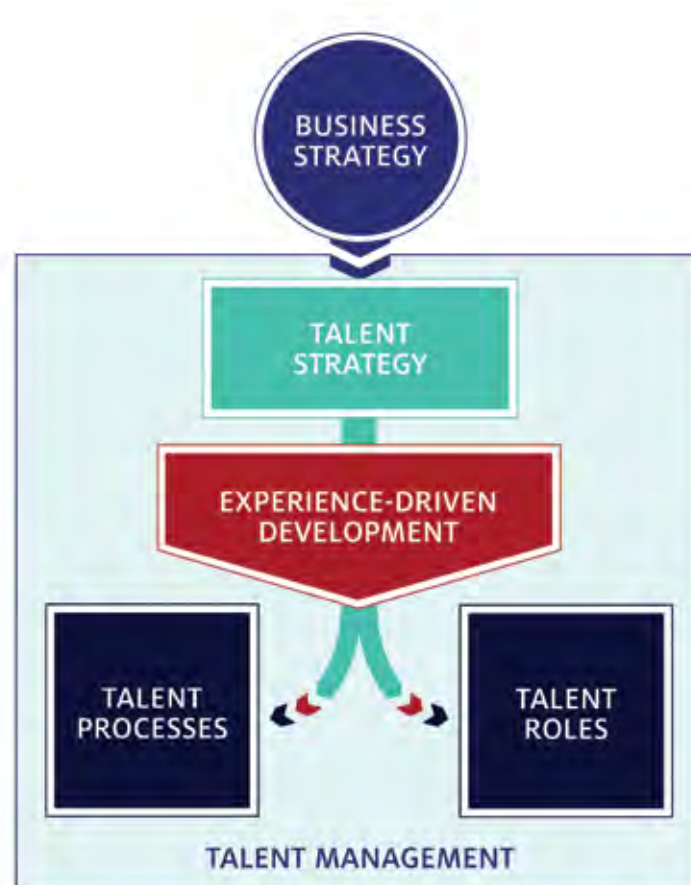 BUSINESS
STRATEGY
TALENT
STRATEGY
EXPERIENCE-DRIVEN
DEVELOPMENT
TALENT
PROCESSES
TALENT
ROLES
TALENT MANAGEMENT